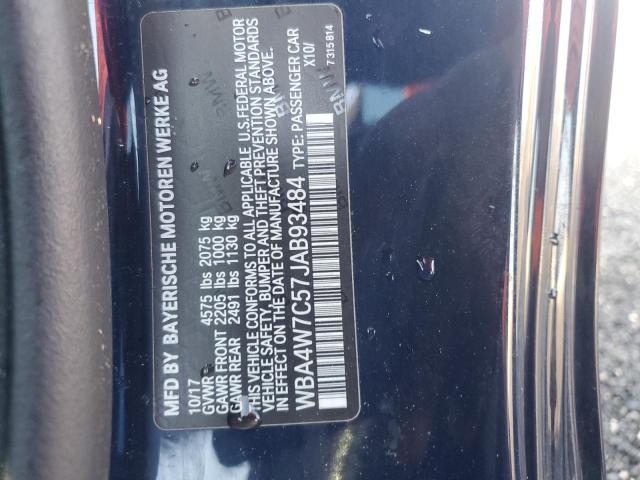 MFD BY BAYERISCHE MOTOREN WERKE AG
10/17
GVWR 4575 lbs 2075 kg
GAWR FRONT 2205 lbs 1000 kg
GAWR REAR 2491 lbs 1130 kg
THIS VEHICLE CONFORMS TO ALL APPLICABLE U.S.FEDERAL MOTOR
VEHICLE SAFETY, BUMPER AND THEFT PREVENTION STANDARDS
IN EFFECT ON THE DATE OF MANUFACTURE SHOWN ABOVE.
WBA4W7C57JAB93484 TYPE: PASSENGER CAR
X10/
7 315 814